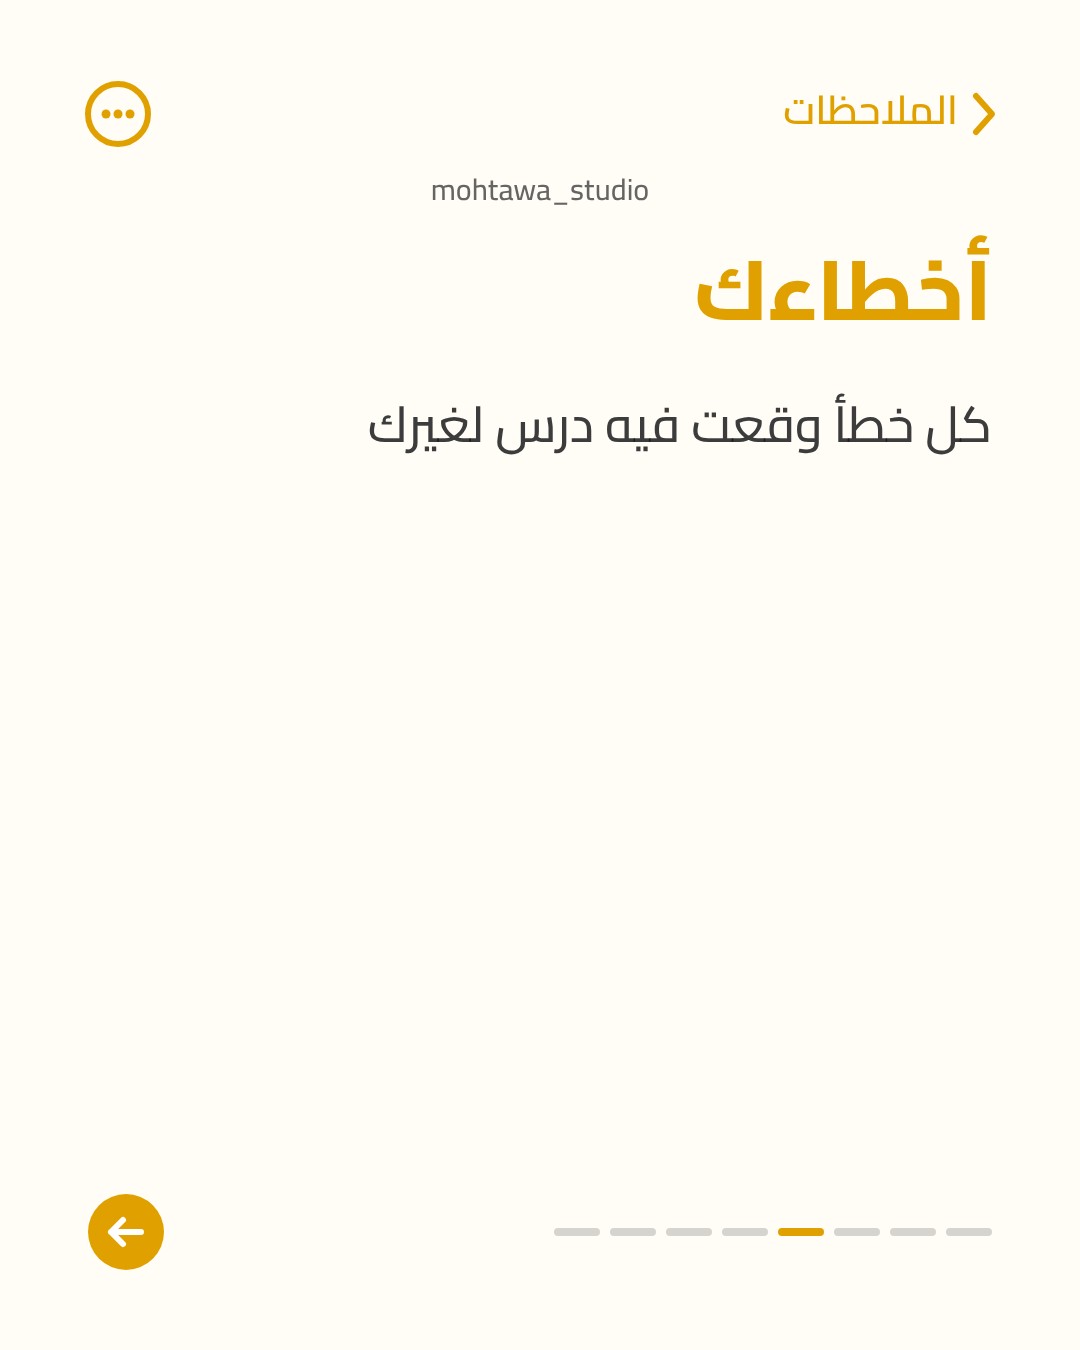 الملاحظات
mohtawa_studio
أخطاءك
كل خطأ وقعت فيه درس لغيرك